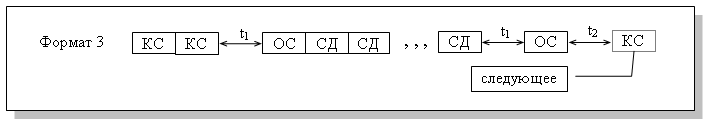 Формат 3 КС КС t1 ОС СД СД , , , СД t1 ОС t2 КС
следующее